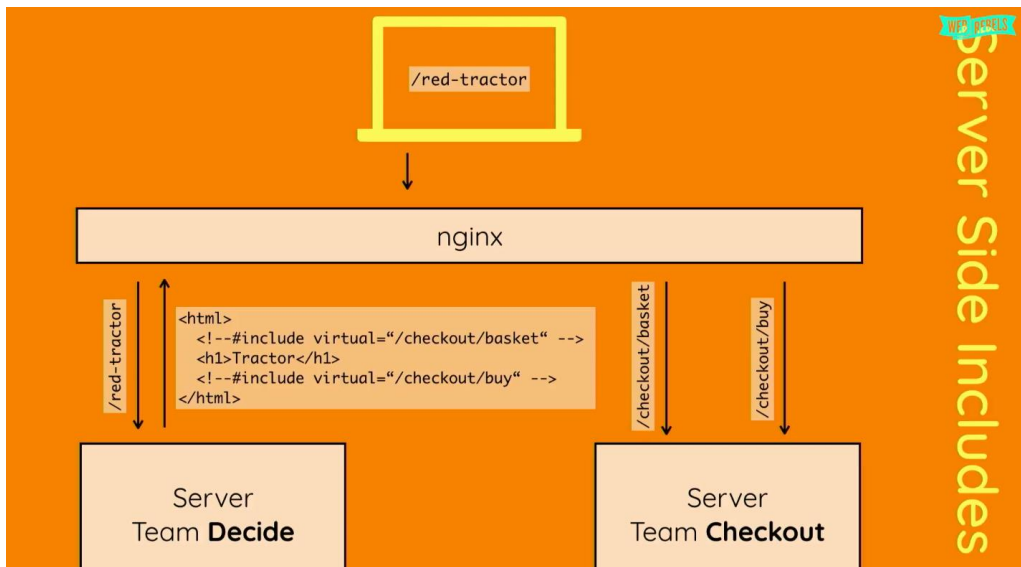 WEB REBELS
Server Side Includes
/red-tractor
nginx
/red-tractor
<html>
<!--#include virtual=“/checkout/basket“ -->
<h1>Tractor</h1>
<!--#include virtual=“/checkout/buy“ -->
</html>
/checkout/basket
/checkout/buy
Server
Team Decide
Server
Team Checkout